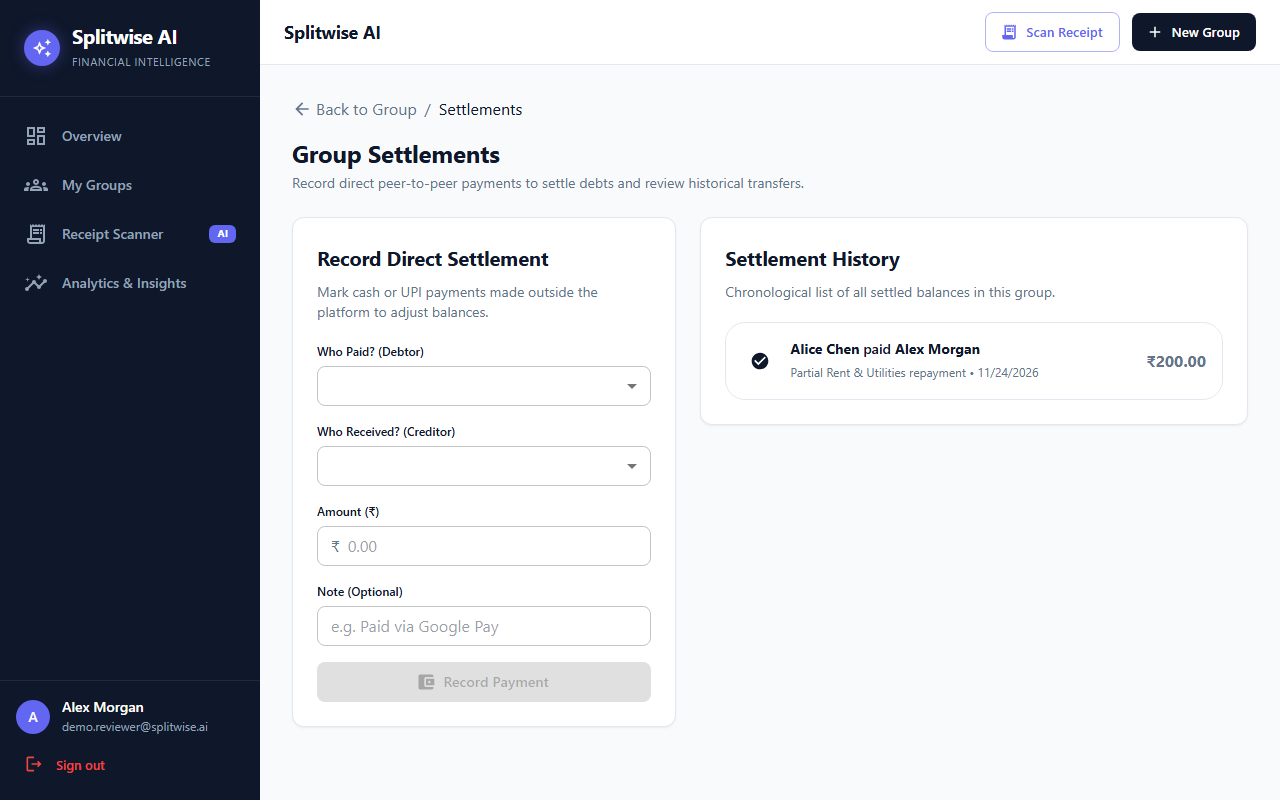 Splitwise AI
FINANCIAL INTELLIGENCE
Overview
My Groups
Receipt Scanner
AI
Analytics & Insights
A
Alex Morgan
demo.reviewer@splitwise.ai
Sign out
Splitwise AI
Scan Receipt
New Group
Back to Group / Settlements
Group Settlements
Record direct peer-to-peer payments to settle debts and review historical transfers.
Record Direct Settlement
Mark cash or UPI payments made outside the
platform to adjust balances.
Who Paid? (Debtor)
Who Received? (Creditor)
Amount (₹)
₹ 0.00
Note (Optional)
e.g. Paid via Google Pay
Record Payment
Settlement History
Chronological list of all settled balances in this group.
Alice Chen paid Alex Morgan
Partial Rent & Utilities repayment • 11/24/2026
₹200.00